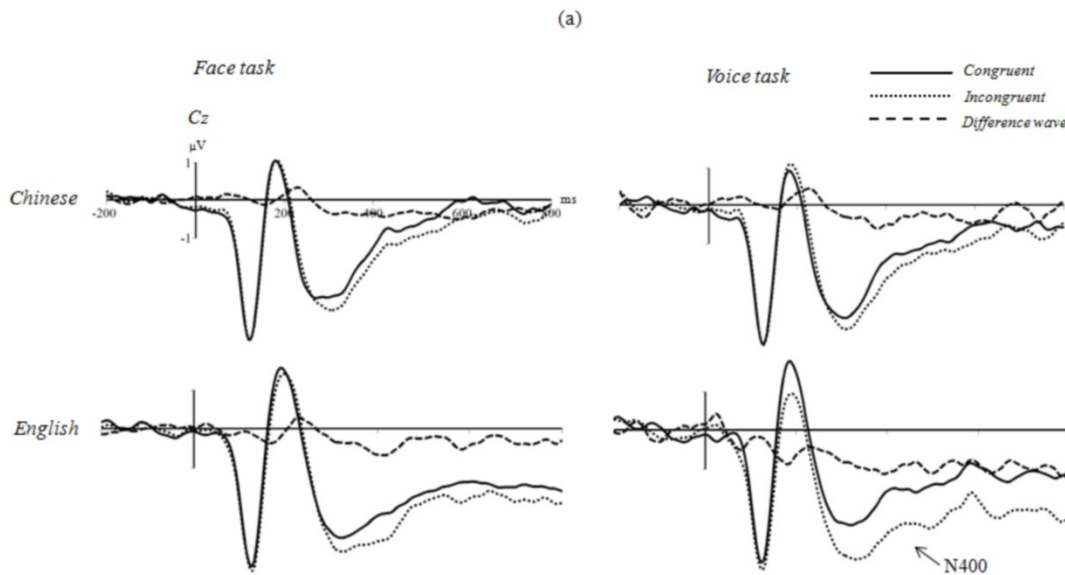 (a)
Face task
Voice task
Congruent
Incongruent
Difference wave
Cz
µV
1
Chinese
-200
200
400
600
800
ms
-1
English
N400